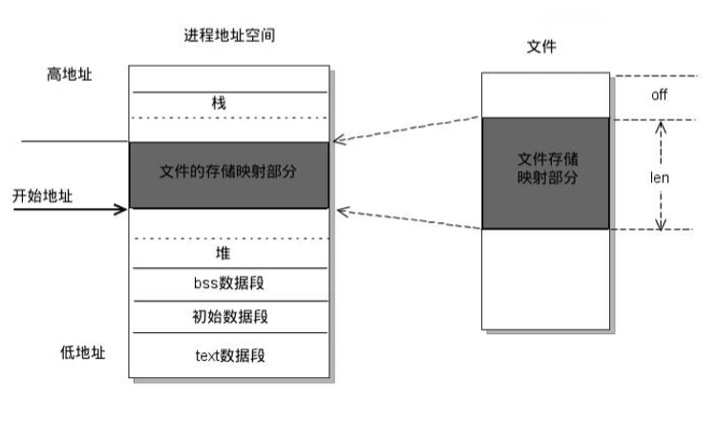 进程地址空间
文件
高地址
栈
off
文件的存储映射部分
文件存储
映射部分
len
开始地址
堆
bss数据段
初始数据段
低地址
text数据段